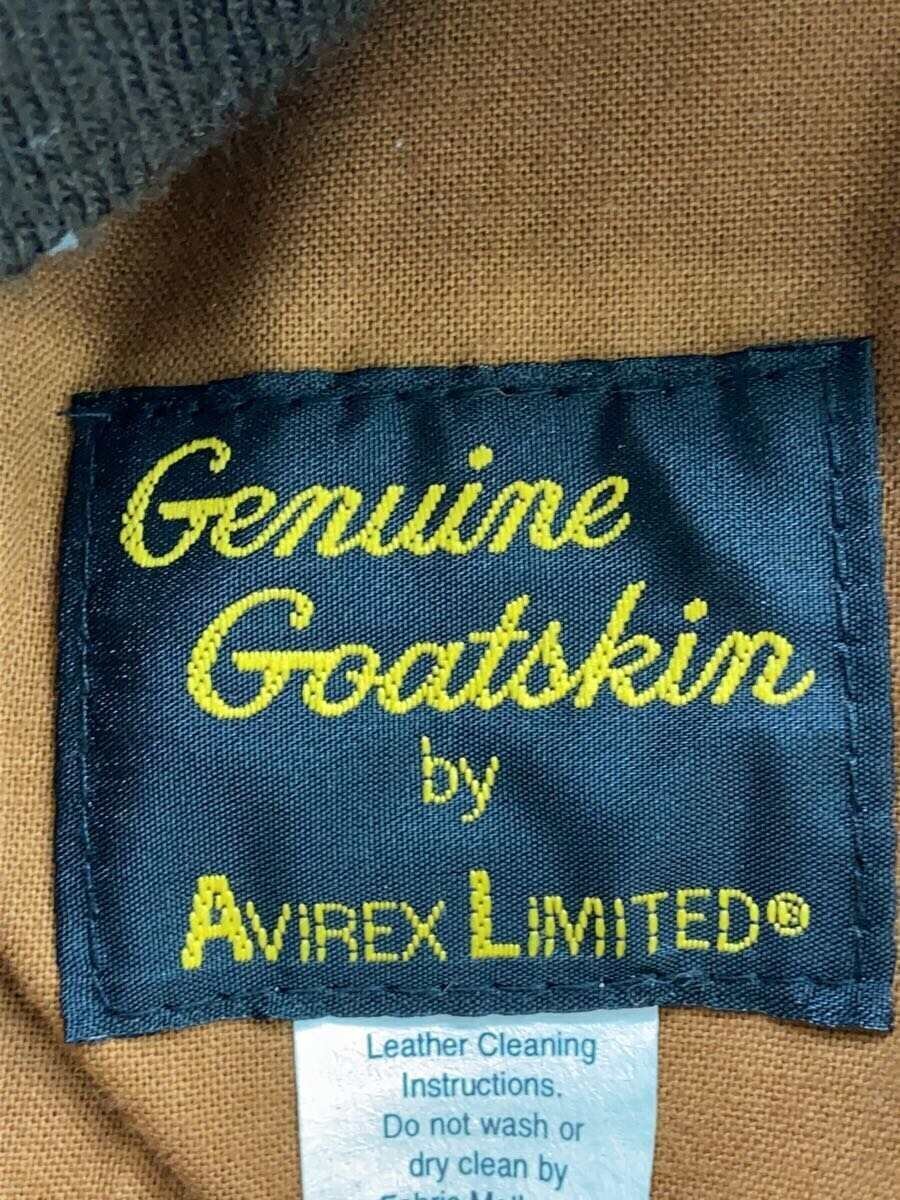 Genuine
Goatskin
by
AVIREX LIMITED®
Leather Cleaning
Instructions.
Do not wash or
dry clean by